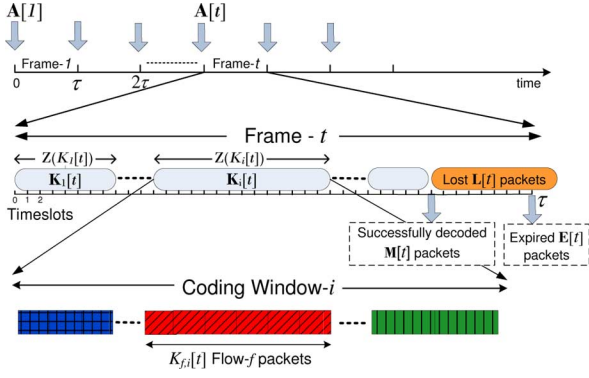 A[1]
A[t]
Frame-1
Frame-t
0
τ
2τ
time
Frame - t
Z(K₁[t])
Z(Kᵢ[t])
K₁[t]
Kᵢ[t]
Lost L[t] packets
0 1 2
τ
Timeslots
Successfully decoded
M[t] packets
Expired E[t]
packets
Coding Window-i
K_{f,i}[t] Flow-f packets